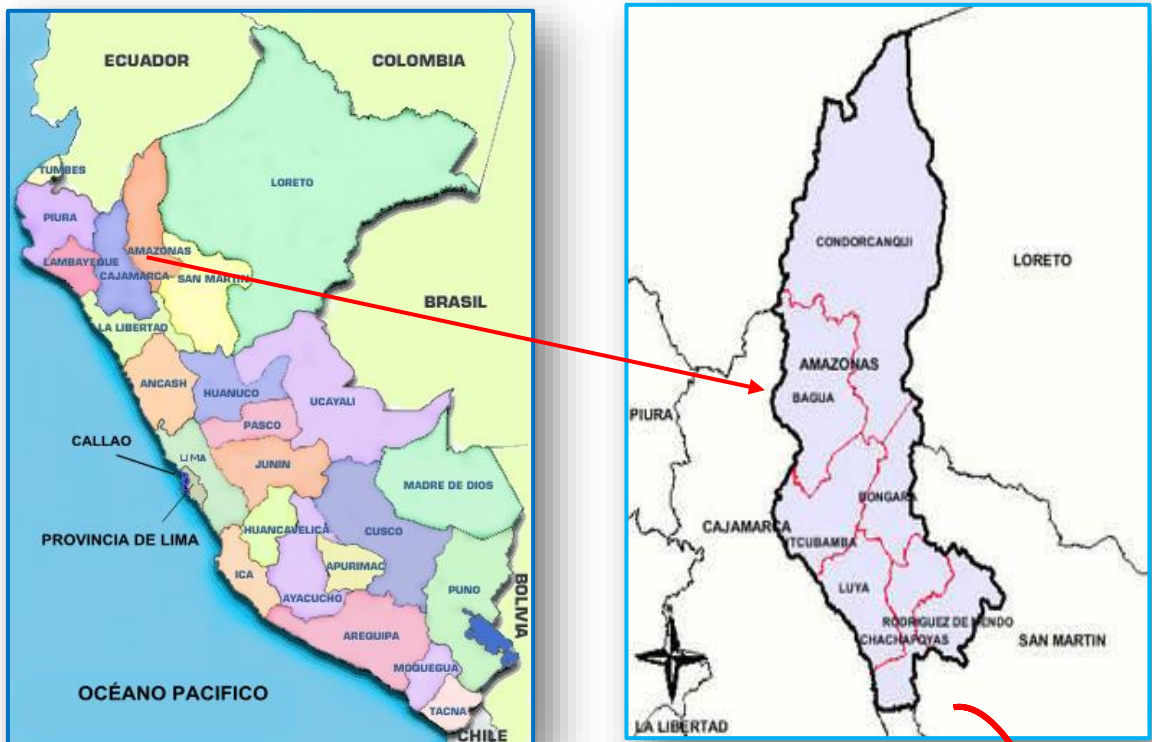 ECUADOR
COLOMBIA
TUMBES
LORETO
PIURA
AMAZONAS
LAMBAYEQUE
CAJAMARCA
SAN MARTIN
BRASIL
LA LIBERTAD
ANCASH
HUANUCO
UCAYALI
PASCO
CALLAO
LIMA
JUNIN
MADRE DE DIOS
PROVINCIA DE LIMA
HUANCAVELICA
CUSCO
ICA
APURIMAC
AYACUCHO
PUNO
BOLIVIA
AREQUIPA
MOQUEGUA
OCÉANO PACIFICO
TACNA
CHILE
CONDORCANQUI
LORETO
AMAZONAS
BAGUA
PIURA
BONGARA
CAJAMARCA
UTCUBAMBA
LUYA
RODRIGUEZ DE MENDO
CHACHAPOYAS
SAN MARTIN
LA LIBERTAD